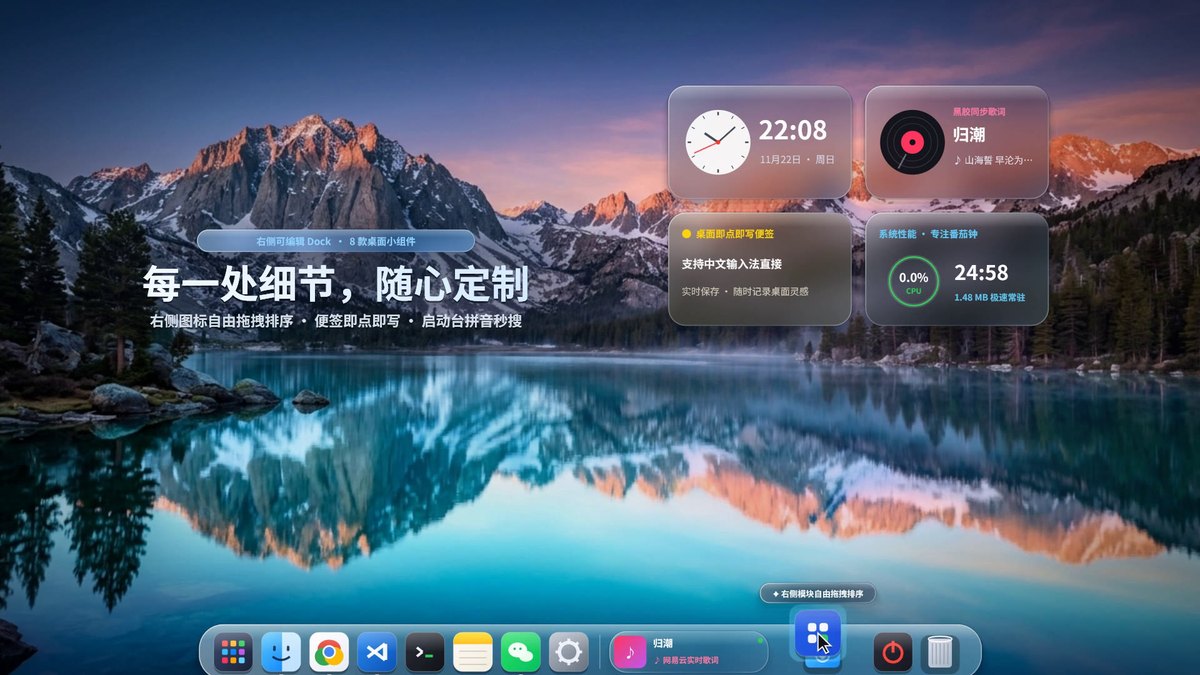 右侧可编辑 Dock • 8 款桌面小组件
每一处细节，随心定制
右侧图标自由拖拽排序 • 便签即点即写 • 启动台拼音秒搜
22:08
11月22日 • 周日
黑胶同步歌词
归潮
♪ 山海誓 早沦为…
桌面即点即写便签
支持中文输入法直接
实时保存 • 随时记录桌面灵感
系统性能 • 专注番茄钟
0.0%
CPU
24:58
1.48 MB 极速常驻
✦ 右侧模块自由拖拽排序
归潮
♪ 网易云实时歌词